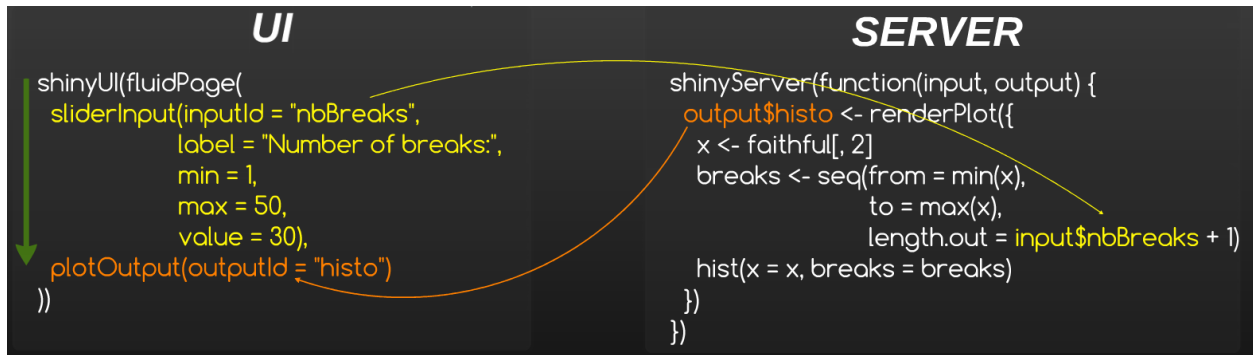 UI
shinyUI(fluidPage(
sliderInput(inputId = "nbBreaks",
label = "Number of breaks:",
min = 1,
max = 50,
value = 30),
plotOutput(outputId = "histo")
))
SERVER
shinyServer(function(input, output) {
output$histo <- renderPlot({
x <- faithful[, 2]
breaks <- seq(from = min(x),
to = max(x),
length.out = input$nbBreaks + 1)
hist(x = x, breaks = breaks)
})
})